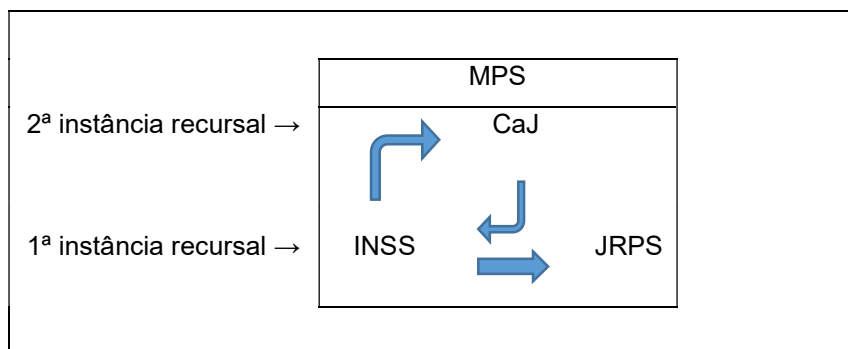 MPS
2ª instância recursal → CaJ
1ª instância recursal → INSS JRPS